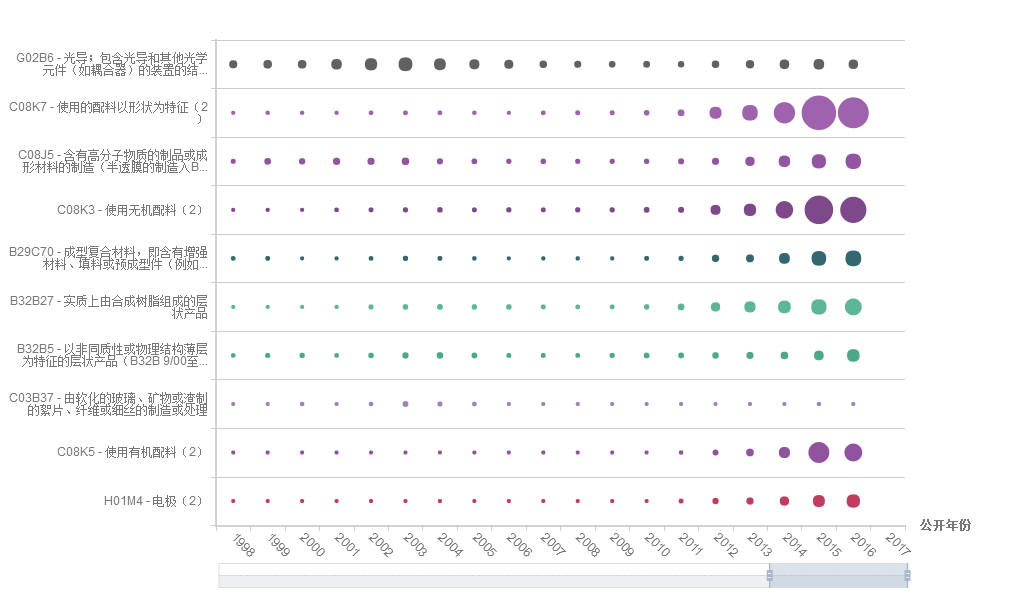 G02B6 - 光导；包含光导和其他光学
元件（如耦合器）的装置的结...
C08K7 - 使用的配料以形状为特征（2
）
C08J5 - 含有高分子物质的制品或成
形材料的制造（半透膜的制造入B...
C08K3 - 使用无机配料（2）
B29C70 - 成型复合材料，即含有增强
材料、填料或预成型件（例如...
B32B27 - 实质上由合成树脂组成的层
状产品
B32B5 - 以非同质性或物理结构薄层
为特征的层状产品（B32B 9/00至...
C03B37 - 由软化的玻璃、矿物或渣制
的絮片、纤维或细丝的制造或处理
C08K5 - 使用有机配料（2）
H01M4 - 电极（2）
公开年份
1998 1999 2000 2001 2002 2003 2004 2005 2006 2007 2008 2009 2010 2011 2012 2013 2014 2015 2016 2017